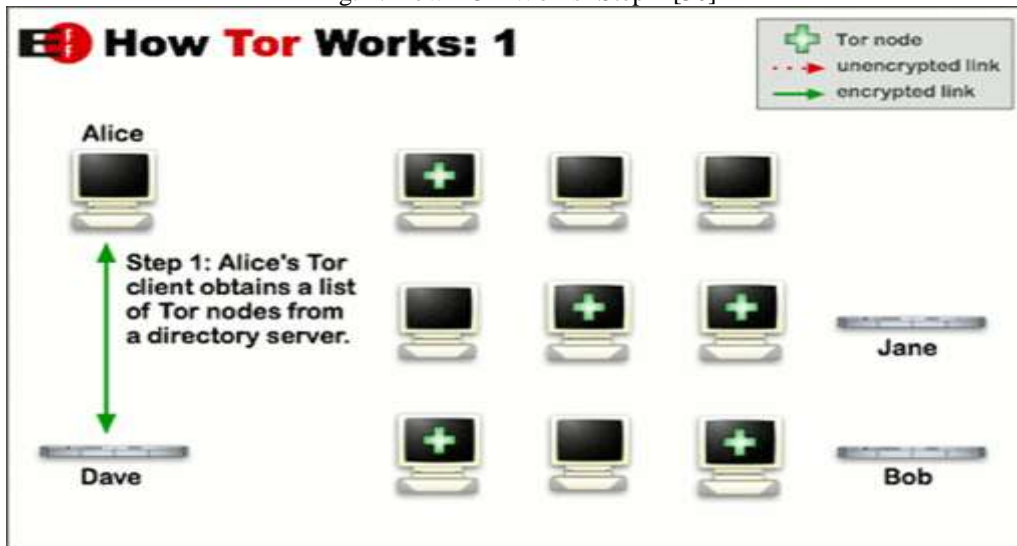 How Tor Works: 1
Tor node
unencrypted link
encrypted link
Alice
Step 1: Alice's Tor
client obtains a list
of Tor nodes from
a directory server.
Jane
Dave
Bob